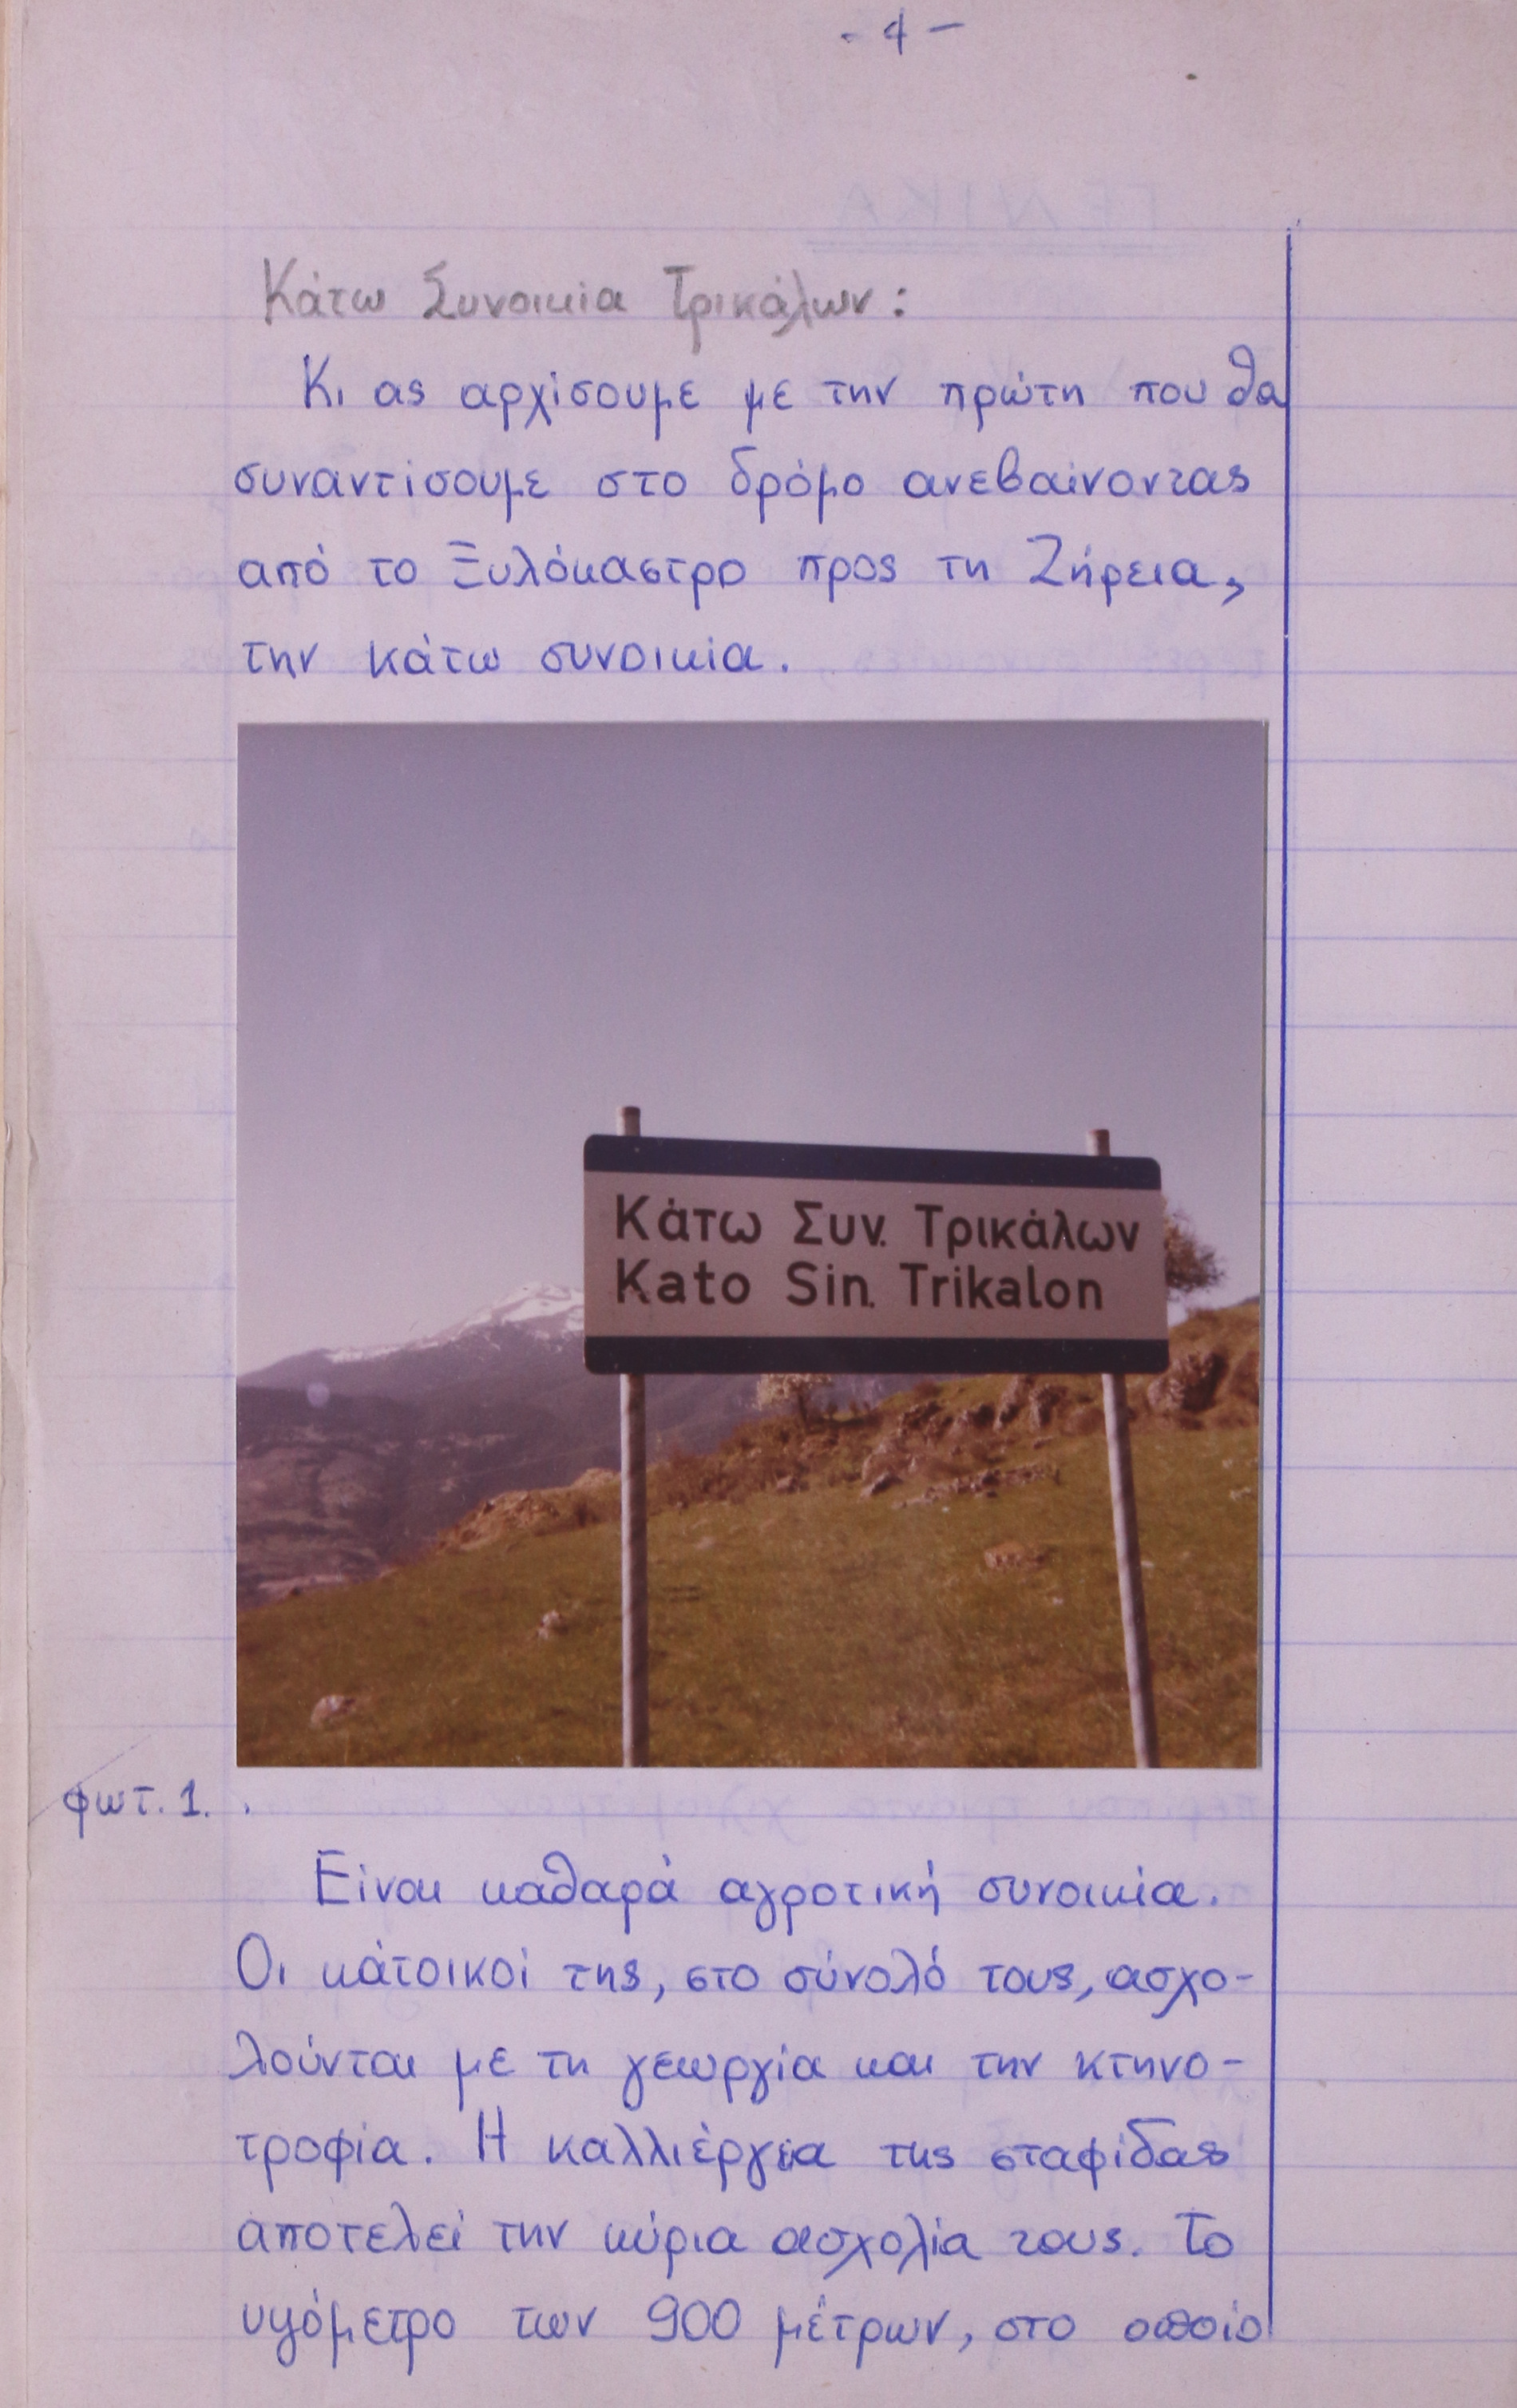 - 4 -
Κάτω Συνοικία Τρικάλων:
Κι ας αρχίσουμε με την πρώτη που θα
συναντίσουμε στο δρόμο ανεβαίνοντας
από το Ξυλόκαστρο προς τη Ζήρεια,
την κάτω συνοικία.
Κάτω Συν. Τρικάλων
Kato Sin. Trikalon
φωτ. 1.
Είναι καθαρά αγροτική συνοικία.
Οι κάτοικοί της, στο σύνολό τους, ασχο-
λούνται με τη γεωργία και την κτηνο-
τροφία. Η καλλιέργεια της σταφίδας
αποτελεί την κύρια ασχολία τους. Το
υψόμετρο των 900 μέτρων, στο οποίο